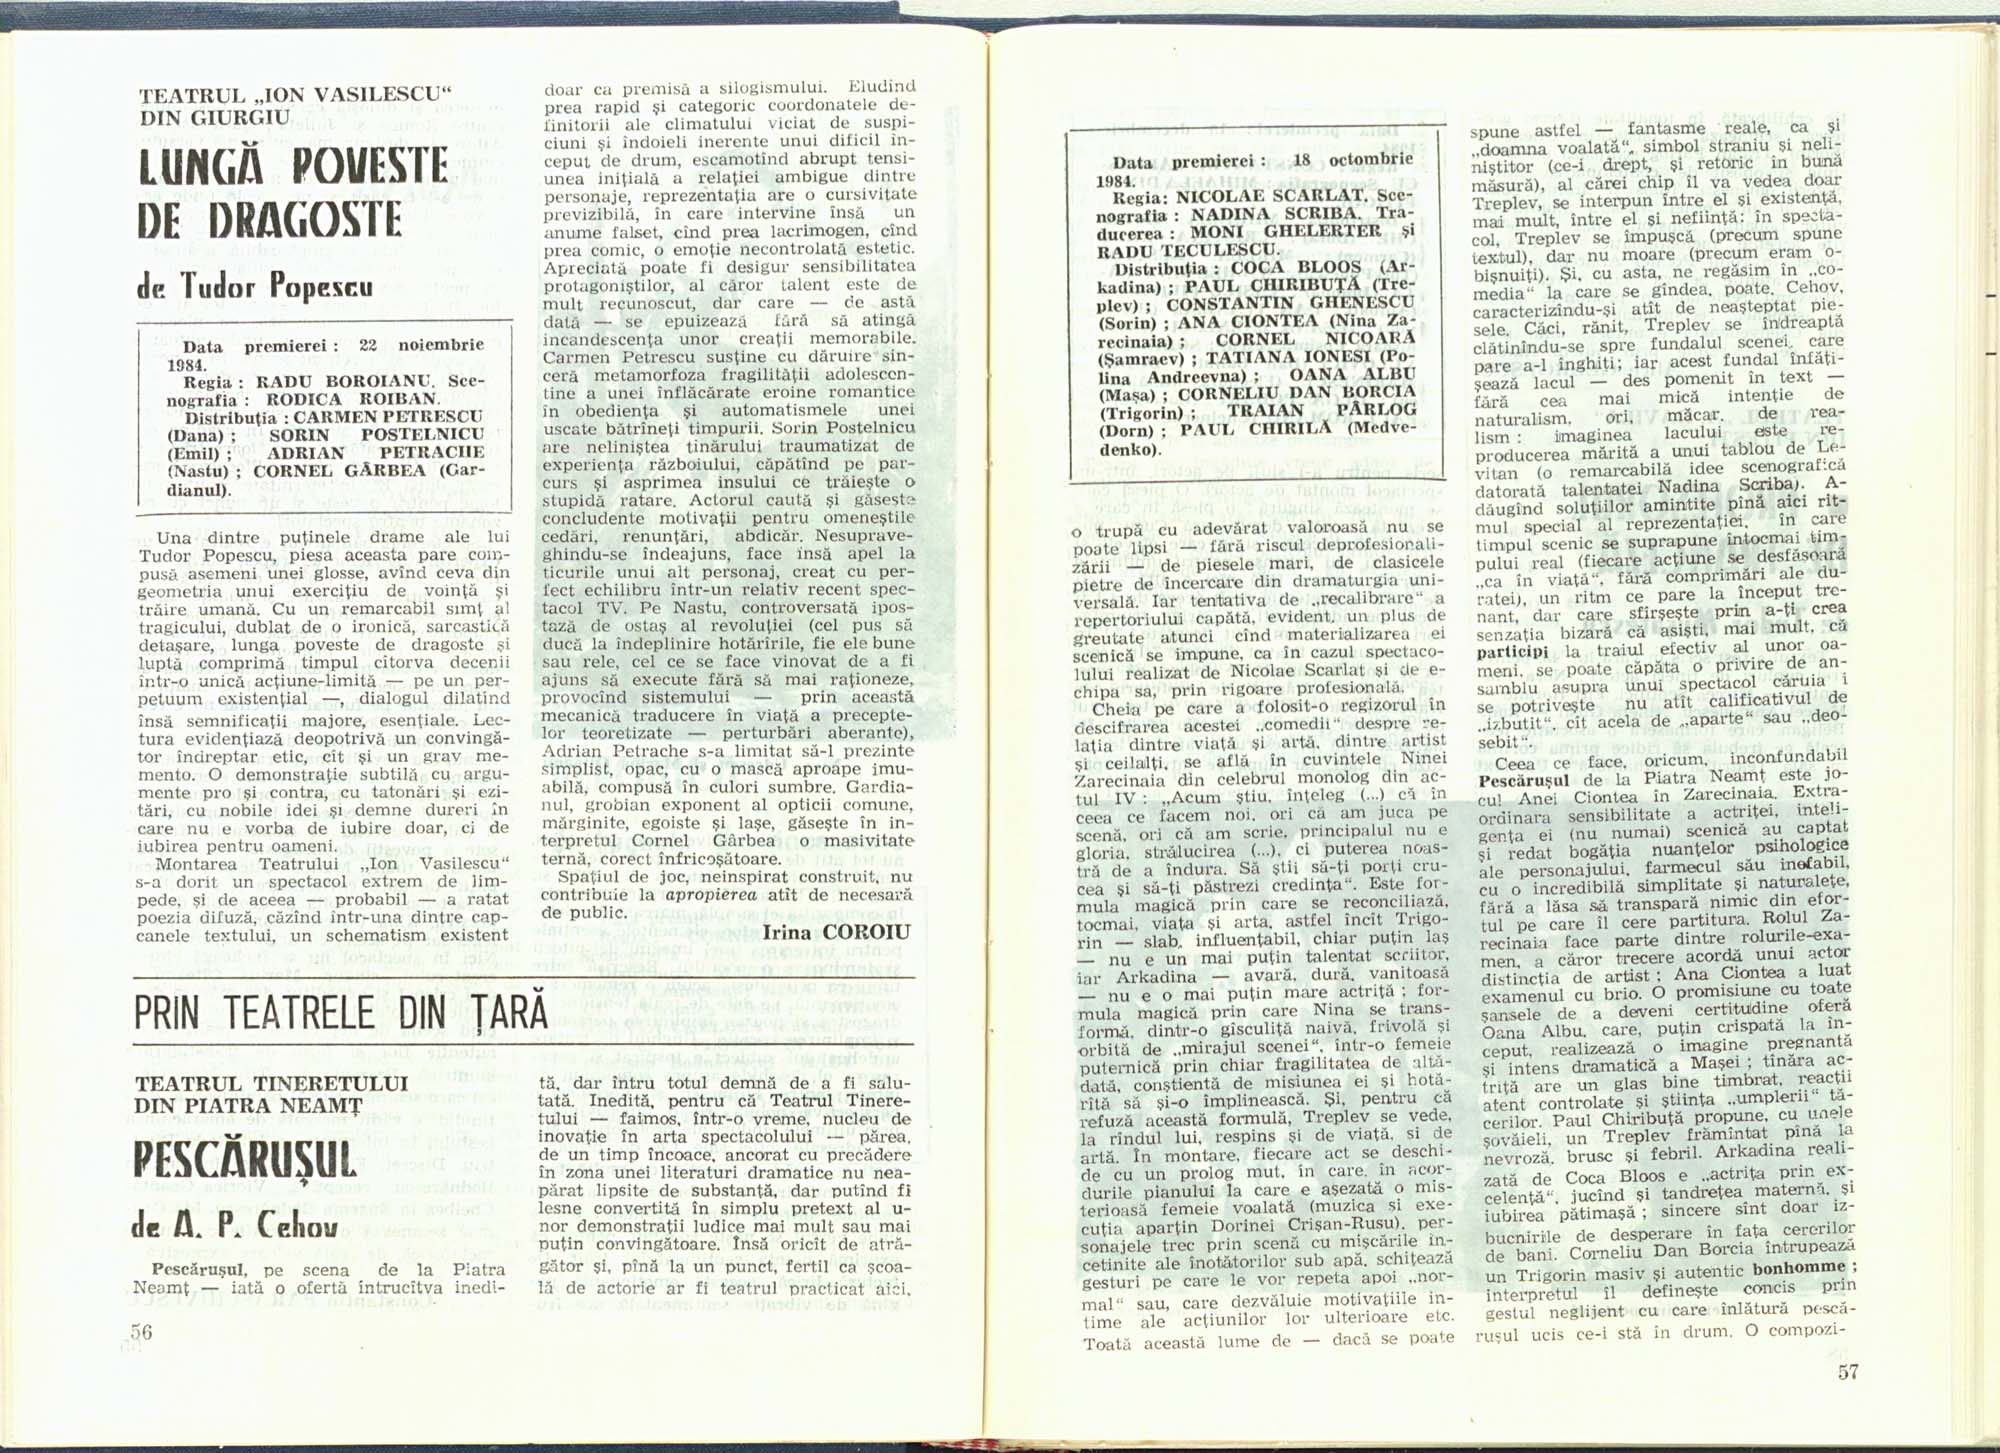 TEATRUL „ION VASILESCU“
DIN GIURGIU
LUNGĂ POVESTE
DE DRAGOSTE
de Tudor Popescu
Data premierei : 22 noiembrie
1984.
Regia : RADU BOROIANU. Sce-
nografia : RODICA ROIBAN.
Distribuția : CARMEN PETRESCU
(Dana) ; SORIN POSTELNICU
(Emil) ; ADRIAN PETRACHE
(Nastu) ; CORNEL GÂRBEA (Gar-
dianul).
Una dintre puținele drame ale lui
Tudor Popescu, piesa aceasta pare com-
pusă asemeni unei glosse, avînd ceva din
geometria unui exercițiu de voință și
trăire umană. Cu un remarcabil simț al
tragicului, dublat de o ironică, sarcastică
detașare, lunga poveste de dragoste și
luptă comprimă timpul cîtorva decenii
într-o unică acțiune-limită — pe un per-
petuum existențial —, dialogul dilatînd
însă semnificații majore, esențiale. Lec-
tura evidențiază deopotrivă un convingă-
tor îndreptar etic, cît și un grav me-
mento. O demonstrație subtilă cu argu-
mente pro și contra, cu tatonări și ezi-
tări, cu nobile idei și demne dureri în
care nu e vorba de iubire doar, ci de
iubirea pentru oameni.
Montarea Teatrului „Ion Vasilescu“
s-a dorit un spectacol extrem de lim-
pede, și de aceea — probabil — a ratat
poezia difuză, căzînd într-una dintre cap-
canele textului, un schematism existent
doar ca premisă a silogismului. Eludînd
prea rapid și categoric coordonatele de-
finitorii ale climatului viciat de suspi-
ciuni și îndoieli inerente unui dificil în-
ceput de drum, escamotînd abrupt tensi-
unea inițială a relației ambigue dintre
personaje, reprezentația are o cursivitate
previzibilă, în care intervine însă un
anume falset, cînd prea lacrimogen, cînd
prea comic, o emoție necontrolată estetic.
Apreciată poate fi desigur sensibilitatea
protagoniștilor, al căror talent este de
mult recunoscut, dar care — de astă
dată — se epuizează fără să atingă
incandescența unor creații memorabile.
Carmen Petrescu susține cu dăruire sin-
ceră metamorfoza fragilității adolescen-
tine a unei înflăcărate eroine romantice
în obediența și automatismele unei
uscate bătrîneți timpurii. Sorin Postelnicu
are neliniștea tînărului traumatizat de
experiența războiului, căpătînd pe par-
curs și asprimea insului ce trăiește o
stupidă ratare. Actorul caută și găsește
concludente motivații pentru omeneștile
cedări, renunțări, abdicăr. Nesuprave-
ghindu-se îndeajuns, face însă apel la
ticurile unui alt personaj, creat cu per-
fect echilibru într-un relativ recent spec-
tacol TV. Pe Nastu, controversată ipos-
tază de ostaș al revoluției (cel pus să
ducă la îndeplinire hotărîrile, fie ele bune
sau rele, cel ce se face vinovat de a fi
ajuns să execute fără să mai raționeze,
provocînd sistemului — prin această
mecanică traducere în viață a precepte-
lor teoretizate — perturbări aberante),
Adrian Petrache s-a limitat să-l prezinte
simplist, opac, cu o mască aproape imu-
abilă, compusă în culori sumbre. Gardia-
nul, grobian exponent al opticii comune,
mărginite, egoiste și lașe, găsește în in-
terpretul Cornel Gârbea o masivitate
ternă, corect înfricoșătoare.
Spațiul de joc, neinspirat construit, nu
contribuie la apropierea atît de necesară
de public.
Irina COROIU
PRIN TEATRELE DIN ȚARĂ
TEATRUL TINERETULUI
DIN PIATRA NEAMȚ
PESCĂRUȘUL
de A. P. Cehov
Pescărușul, pe scena de la Piatra
Neamț — iată o ofertă întrucîtva inedi-
tă, dar întru totul demnă de a fi salu-
tată. Inedită, pentru că Teatrul Tinere-
tului — faimos, într-o vreme, nucleu de
inovație în arta spectacolului — părea,
de un timp încoace, ancorat cu precădere
în zona unei literaturi dramatice nu nea-
părat lipsite de substanță, dar putînd fi
lesne convertită în simplu pretext al u-
nor demonstrații ludice mai mult sau mai
puțin convingătoare. Însă oricît de atră-
gător și, pînă la un punct, fertil ca școa-
lă de actorie ar fi teatrul practicat aici,
56
Data premierei : 18 octombrie
1984.
Regia: NICOLAE SCARLAT. Sce-
nografia : NADINA SCRIBA. Tra-
ducerea : MONI GHELERTER și
RADU TECULESCU.
Distribuția : COCA BLOOS (Ar-
kadina) ; PAUL CHIRIBUȚĂ (Tre-
plev) ; CONSTANTIN GHENESCU
(Sorin) ; ANA CIONTEA (Nina Za-
recinaia) ; CORNEL NICOARĂ
(Șamraev) ; TATIANA IONESI (Po-
lina Andreevna) ; OANA ALBU
(Mașa) ; CORNELIU DAN BORCIA
(Trigorin) ; TRAIAN PÂRLOG
(Dorn) ; PAUL CHIRILĂ (Medve-
denko).
o trupă cu adevărat valoroasă nu se
poate lipsi — fără riscul deprofesionali-
zării — de piesele mari, de clasicele
pietre de încercare din dramaturgia uni-
versală. Iar tentativa de „recalibrare“ a
repertoriului capătă, evident, un plus de
greutate atunci cînd materializarea ei
scenică se impune, ca în cazul spectaco-
lului realizat de Nicolae Scarlat și de e-
chipa sa, prin rigoare profesională.
Cheia pe care a folosit-o regizorul în
descifrarea acestei „comedii“ despre re-
lația dintre viață și artă, dintre artist
și ceilalți, se află în cuvintele Ninei
Zarecinaia din celebrul monolog din ac-
tul IV : „Acum știu, înțeleg (...) că în
ceea ce facem noi, ori că am juca pe
scenă, ori că am scrie, principalul nu e
gloria, strălucirea (...), ci puterea noas-
tră de a îndura. Să știi să-ți porți cru-
cea și să-ți păstrezi credința“. Este for-
mula magică prin care se reconciliază,
tocmai, viața și arta, astfel încît Trigo-
rin — slab, influențabil, chiar puțin laș
— nu e un mai puțin talentat scriitor,
iar Arkadina — avară, dură, vanitoasă
— nu e o mai puțin mare actriță ; for-
mula magică prin care Nina se trans-
formă, dintr-o gîsculiță naivă, frivolă și
orbită de „mirajul scenei“, într-o femeie
puternică prin chiar fragilitatea de altă-
dată, conștientă de misiunea ei și hotă-
rîtă să și-o împlinească. Și, pentru că
refuză această formulă, Treplev se vede,
la rîndul lui, respins și de viață, și de
artă. În montare, fiecare act se deschi-
de cu un prolog mut, în care, în acor-
durile pianului la care e așezată o mis-
terioasă femeie voalată (muzica și exe-
cuția aparțin Dorinei Crișan-Rusu), per-
sonajele trec prin scenă cu mișcările în-
cetinite ale înotătorilor sub apă, schițează
gesturi pe care le vor repeta apoi „nor-
mal“ sau, care dezvăluie motivațiile in-
time ale acțiunilor lor ulterioare etc.
Toată această lume de — dacă se poate
spune astfel — fantasme reale, ca și
„doamna voalată“, simbol straniu și neli-
niștitor (ce-i drept, și retoric în bună
măsură), al cărei chip îl va vedea doar
Treplev, se interpun între el și existență,
mai mult, între el și neființă: în specta-
col, Treplev se împușcă (precum spune
textul), dar nu moare (precum eram o-
bișnuiți). Și, cu asta, ne regăsim în „co-
media“ la care se gîndea, poate, Cehov,
caracterizîndu-și atît de neașteptat pie-
sele. Căci, rănit, Treplev se îndreaptă
clătinîndu-se spre fundalul scenei, care
pare a-l înghiți; iar acest fundal înfăți-
șează lacul — des pomenit în text —
fără cea mai mică intenție de
naturalism, ori, măcar, de rea-
lism : imaginea lacului este re-
producerea mărită a unui tablou de Le-
vitan (o remarcabilă idee scenografică
datorată talentatei Nadina Scriba). A-
dăugînd soluțiilor amintite pînă aici rit-
mul special al reprezentației, în care
timpul scenic se suprapune întocmai tim-
pului real (fiecare acțiune se desfășoară
„ca în viață“, fără comprimări ale du-
ratei), un ritm ce pare la început tre-
nant, dar care sfîrșește prin a-ți crea
senzația bizară că asiști, mai mult, că
participi la traiul efectiv al unor oa-
meni, se poate căpăta o privire de an-
samblu asupra unui spectacol căruia i
se potrivește nu atît calificativul de
„izbutit“, cît acela de „aparte“ sau „deo-
sebit“.
Ceea ce face, oricum, inconfundabil
Pescărușul de la Piatra Neamț este jo-
cul Anei Ciontea în Zarecinaia. Extra-
ordinara sensibilitate a actriței, inteli-
gența ei (nu numai) scenică au captat
și redat bogăția nuanțelor psihologice
ale personajului, farmecul său inefabil,
cu o incredibilă simplitate și naturalețe,
fără a lăsa să transpară nimic din efor-
tul pe care îl cere partitura. Rolul Za-
recinaia face parte dintre rolurile-exa-
men, a căror trecere acordă unui actor
distincția de artist ; Ana Ciontea a luat
examenul cu brio. O promisiune cu toate
șansele de a deveni certitudine oferă
Oana Albu, care, puțin crispată la în-
ceput, realizează o imagine pregnantă
și intens dramatică a Mașei ; tînăra ac-
triță are un glas bine timbrat, reacții
atent controlate și știința „umplerii“ tă-
cerilor. Paul Chiribuță propune, cu unele
șovăieli, un Treplev frămîntat pînă la
nevroză, brusc și febril. Arkadina reali-
zată de Coca Bloos e „actrița prin ex-
celență“, jucînd și tandrețea maternă, și
iubirea pătimașă ; sincere sînt doar iz-
bucnirile de desperare în fața cererilor
de bani. Corneliu Dan Borcia întrupează
un Trigorin masiv și autentic bonhomme ;
interpretul îl definește concis prin
gestul neglijent cu care înlătură pescă-
rușul ucis ce-i stă în drum. O compozi-
57